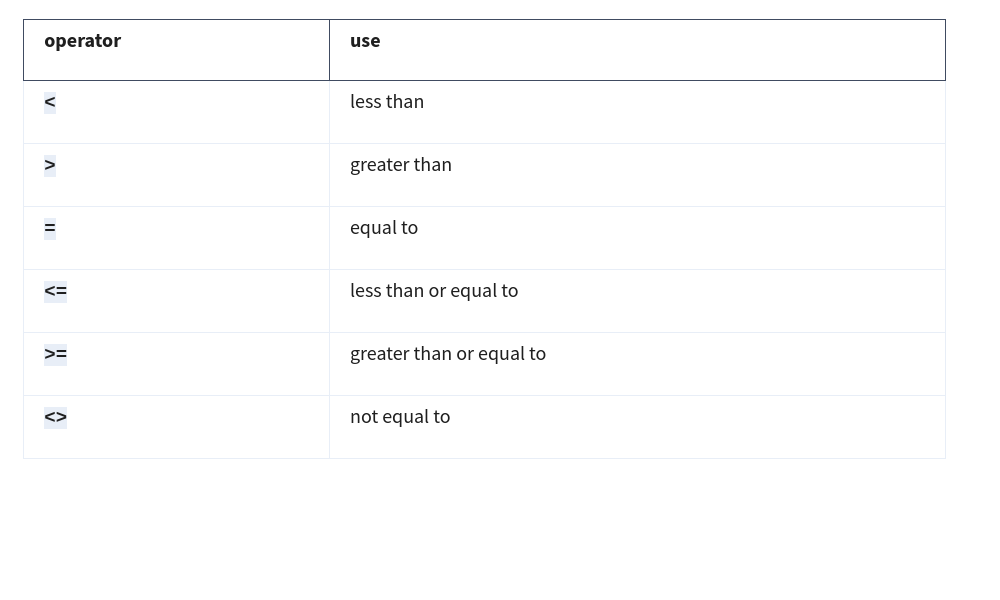 operator use
< less than
> greater than
= equal to
<= less than or equal to
>= greater than or equal to
<> not equal to